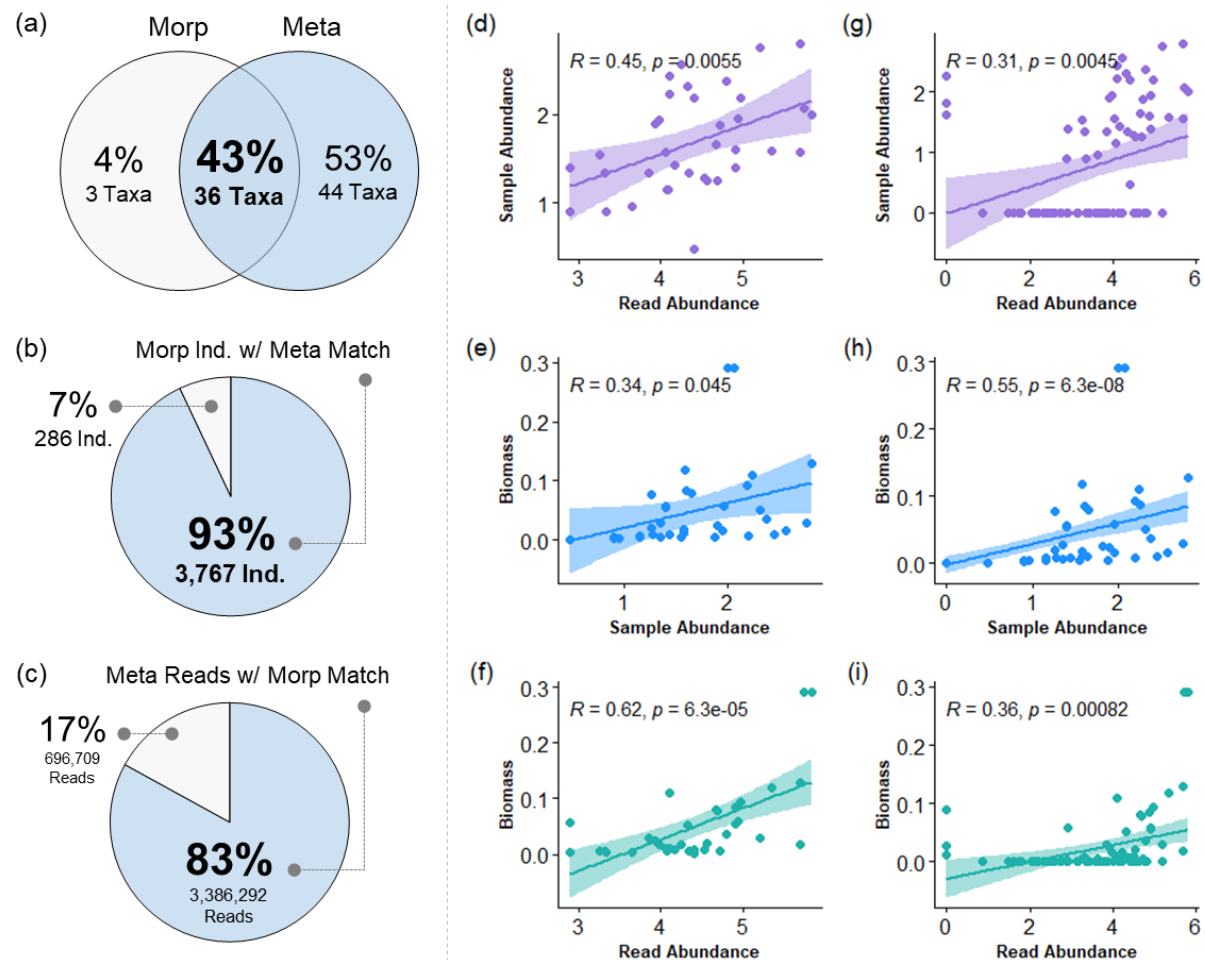 (a)
Morp
Meta
4%
3 Taxa
43%
36 Taxa
53%
44 Taxa
(b)
Morp Ind. w/ Meta Match
7%
286 Ind.
93%
3,767 Ind.
(c)
Meta Reads w/ Morp Match
17%
696,709
Reads
83%
3,386,292
Reads
(d)
R = 0.45, p = 0.0055
Sample Abundance
2
1
3
4
5
Read Abundance
(g)
R = 0.31, p = 0.0045
Sample Abundance
2
1
0
0
2
4
6
Read Abundance
(e)
R = 0.34, p = 0.045
Biomass
0.3
0.2
0.1
0.0
1
2
Sample Abundance
(h)
R = 0.55, p = 6.3e-08
Biomass
0.3
0.2
0.1
0.0
0
1
2
Sample Abundance
(f)
R = 0.62, p = 6.3e-05
Biomass
0.3
0.2
0.1
0.0
3
4
5
Read Abundance
(i)
R = 0.36, p = 0.00082
Biomass
0.3
0.2
0.1
0.0
0
2
4
6
Read Abundance